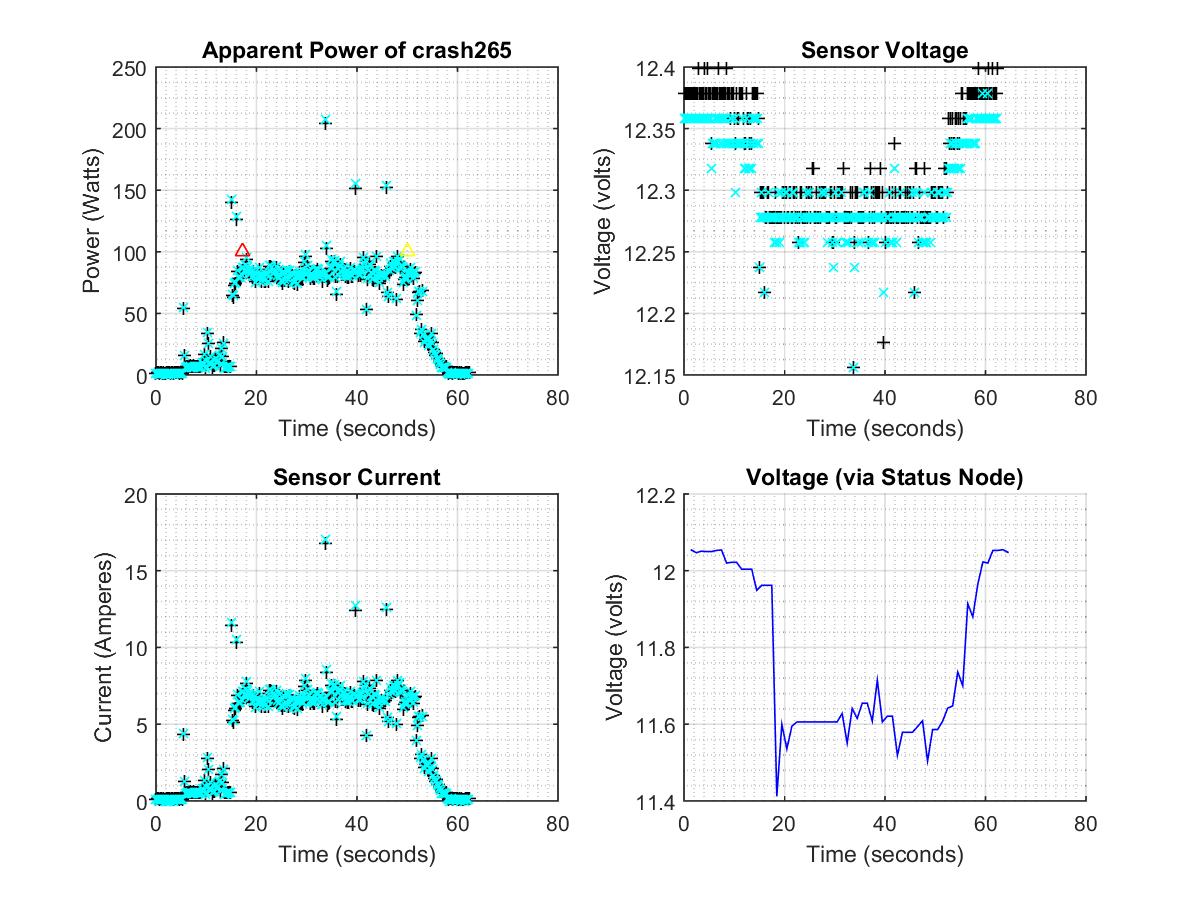 Apparent Power of crash265
250
200
150
100
50
0
Power (Watts)
0 20 40 60 80
Time (seconds)
Sensor Voltage
12.4
12.35
12.3
12.25
12.2
12.15
Voltage (volts)
0 20 40 60 80
Time (seconds)
Sensor Current
20
15
10
5
0
Current (Amperes)
0 20 40 60 80
Time (seconds)
Voltage (via Status Node)
12.2
12
11.8
11.6
11.4
Voltage (volts)
0 20 40 60 80
Time (seconds)